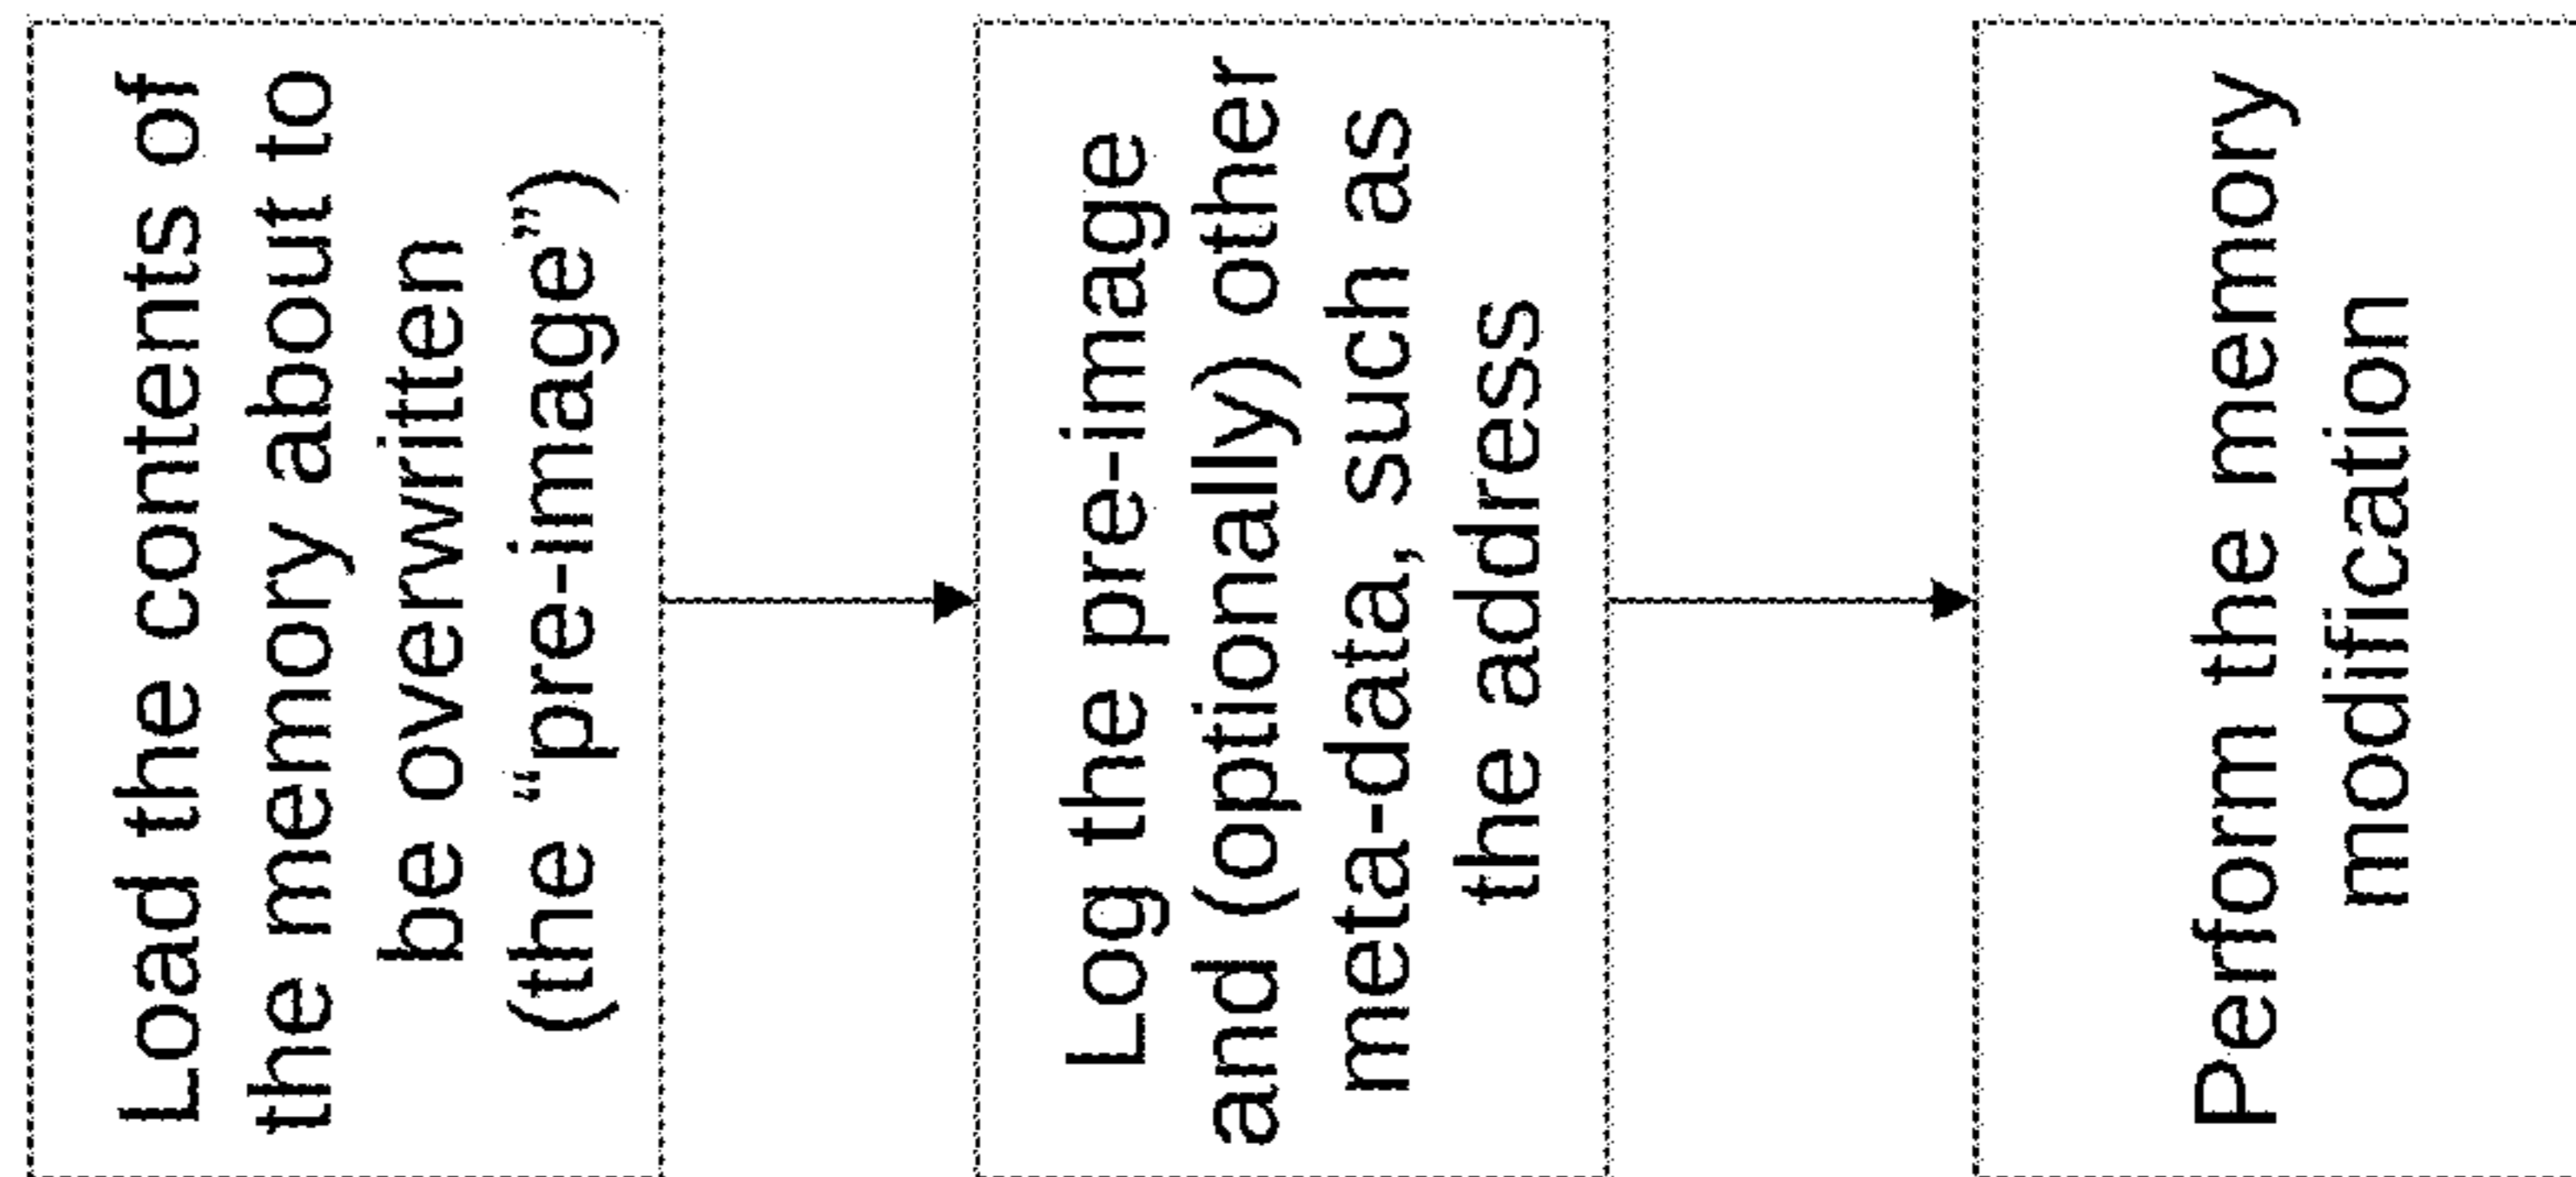 Load the contents of
the memory about to
be overwritten
(the “pre-image”)
Log the pre-image
and (optionally) other
meta-data, such as
the address
Perform the memory
modification